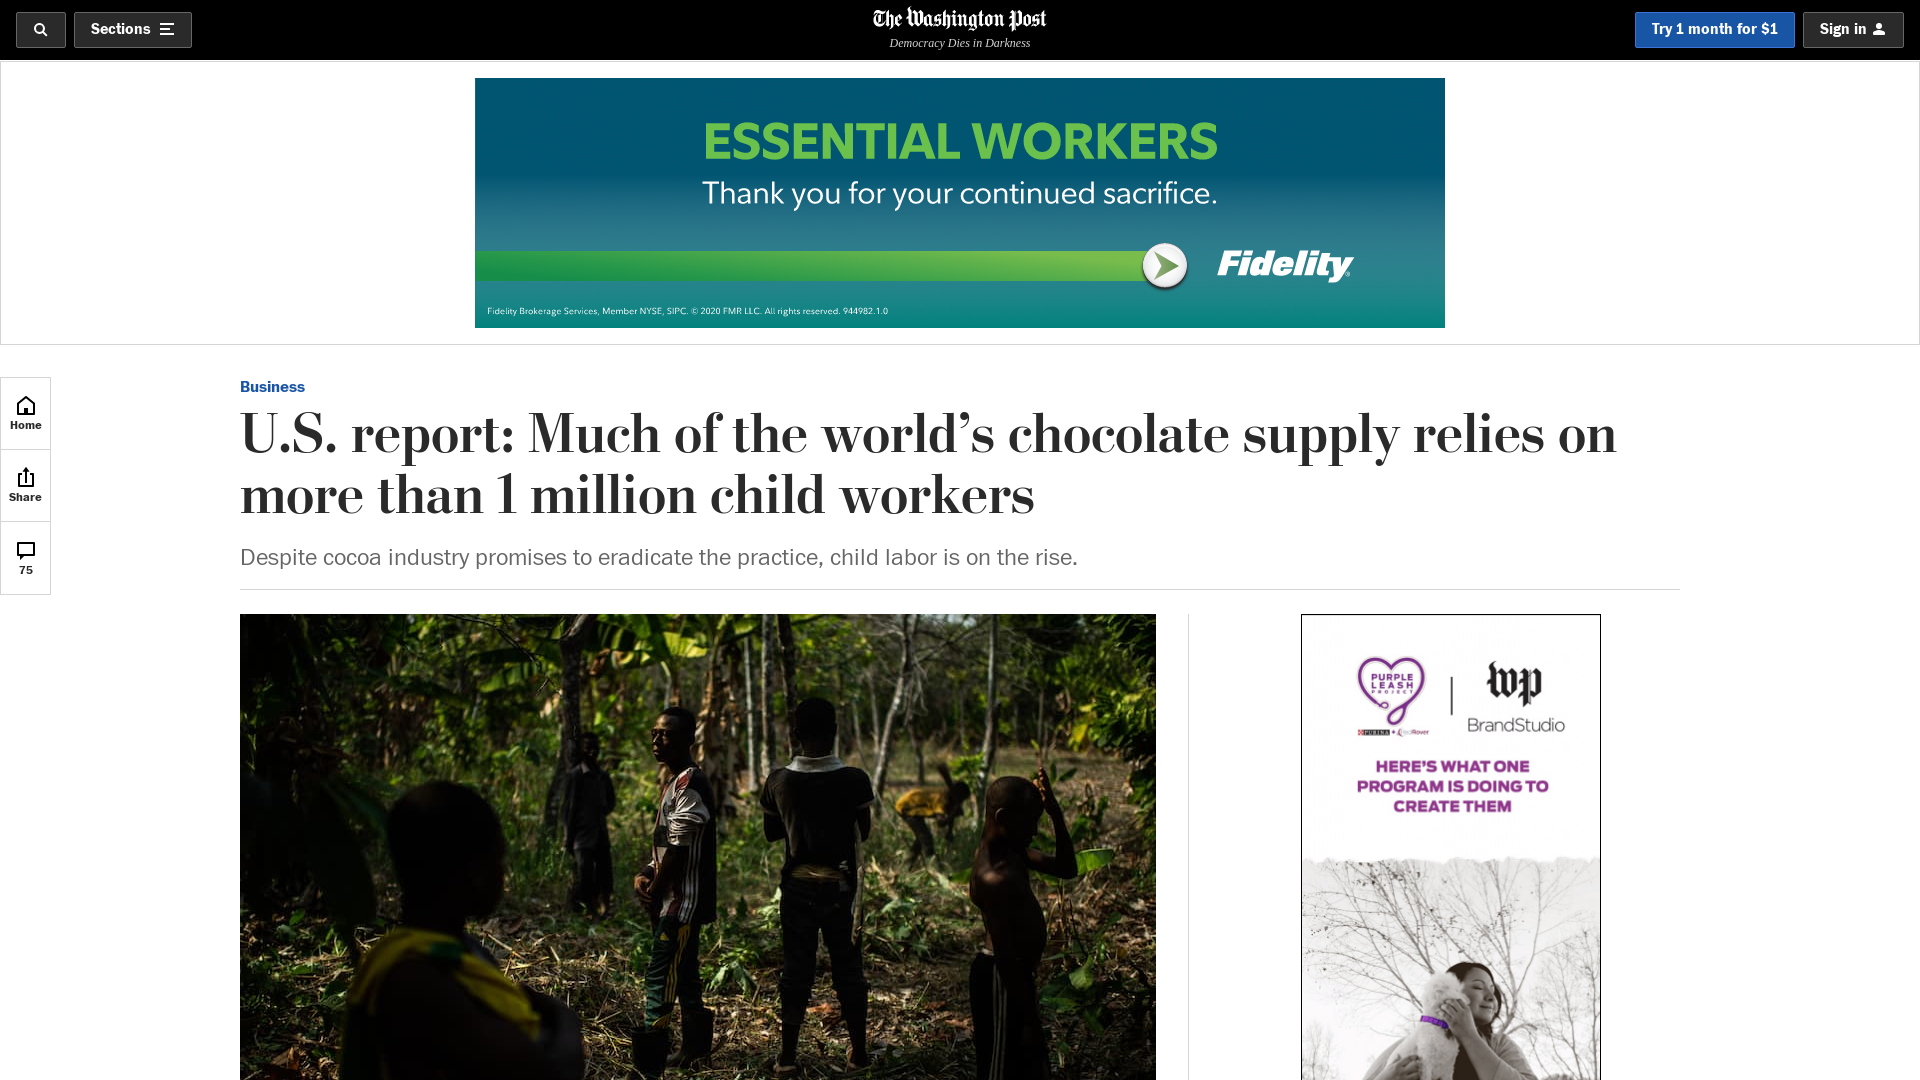 Sections
The Washington Post
Democracy Dies in Darkness
Try 1 month for $1
Sign in
ESSENTIAL WORKERS
Thank you for your continued sacrifice.
Fidelity
Fidelity Brokerage Services, Member NYSE, SIPC. © 2020 FMR LLC. All rights reserved. 944982.1.0
Home
Share
75
Business
U.S. report: Much of the world’s chocolate supply relies on
more than 1 million child workers
Despite cocoa industry promises to eradicate the practice, child labor is on the rise.
PURPLE
LEASH
PROJECT
PURINA
wp
BrandStudio
HERE'S WHAT ONE
PROGRAM IS DOING TO
CREATE THEM